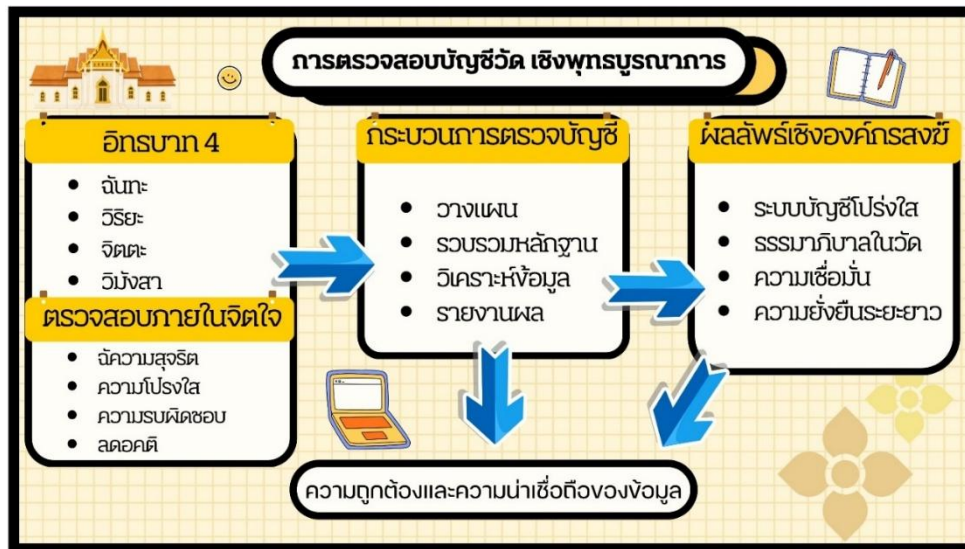 การตรวจสอบบัญชีวัด เชิงพุทธบูรณาการ
อิทธบาท 4
• ฉันทะ
• วิริยะ
• จิตตะ
• วิมังสา
ตรวจสอบภายในจิตใจ
• ฉัความสุจริต
• ความโปรงใส
• ความรบผิดชอบ
• ลดอคติ
กระบวนการตรวจบัญชี
• วางแผน
• รวบรวมหลักฐาน
• วิเคราะห์ข้อมูล
• รายงานผล
ผลลัพธ์เชิงองค์กรสงฆ์
• ระบบบัญชีโปร่งใส
• ธรรมาภิบาลในวัด
• ความเชื่อมั่น
• ความยั่งยืนระยะยาว
ความถูกต้องและความน่าเชื่อถือของข้อมูล